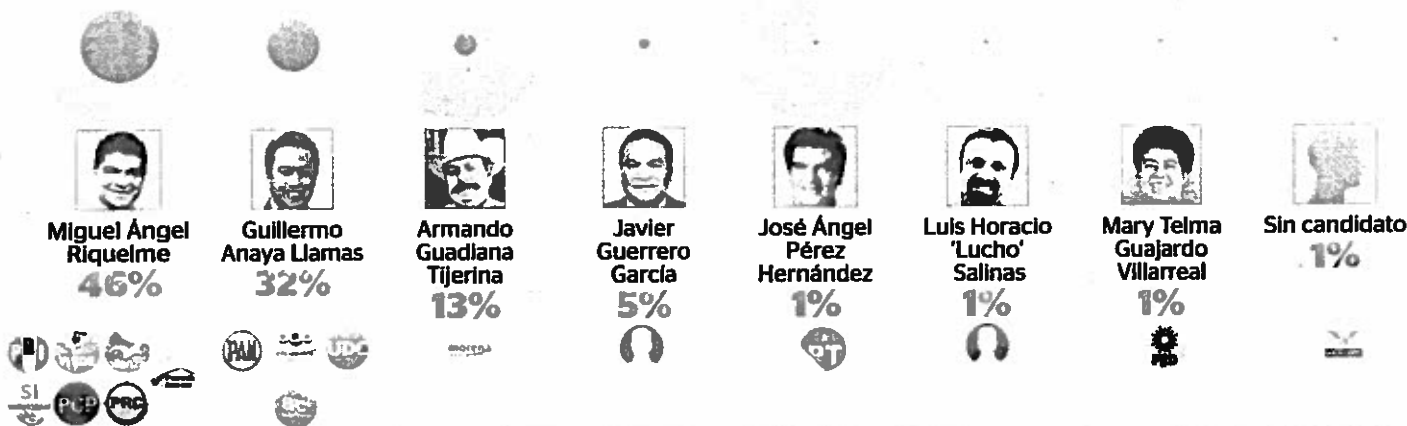 Miguel Ángel
Riquelme
46%
Guillermo
Anaya Llamas
32%
Armando
Guadiana
Tijerina
13%
Javier
Guerrero
García
5%
José Ángel
Pérez
Hernández
1%
Luis Horacio
'Lucho'
Salinas
1%
Mary Telma
Guajardo
Villarreal
1%
Sin candidato
1%
PAN
UDC
morena
PT
PRD
SI
PCP
PRC